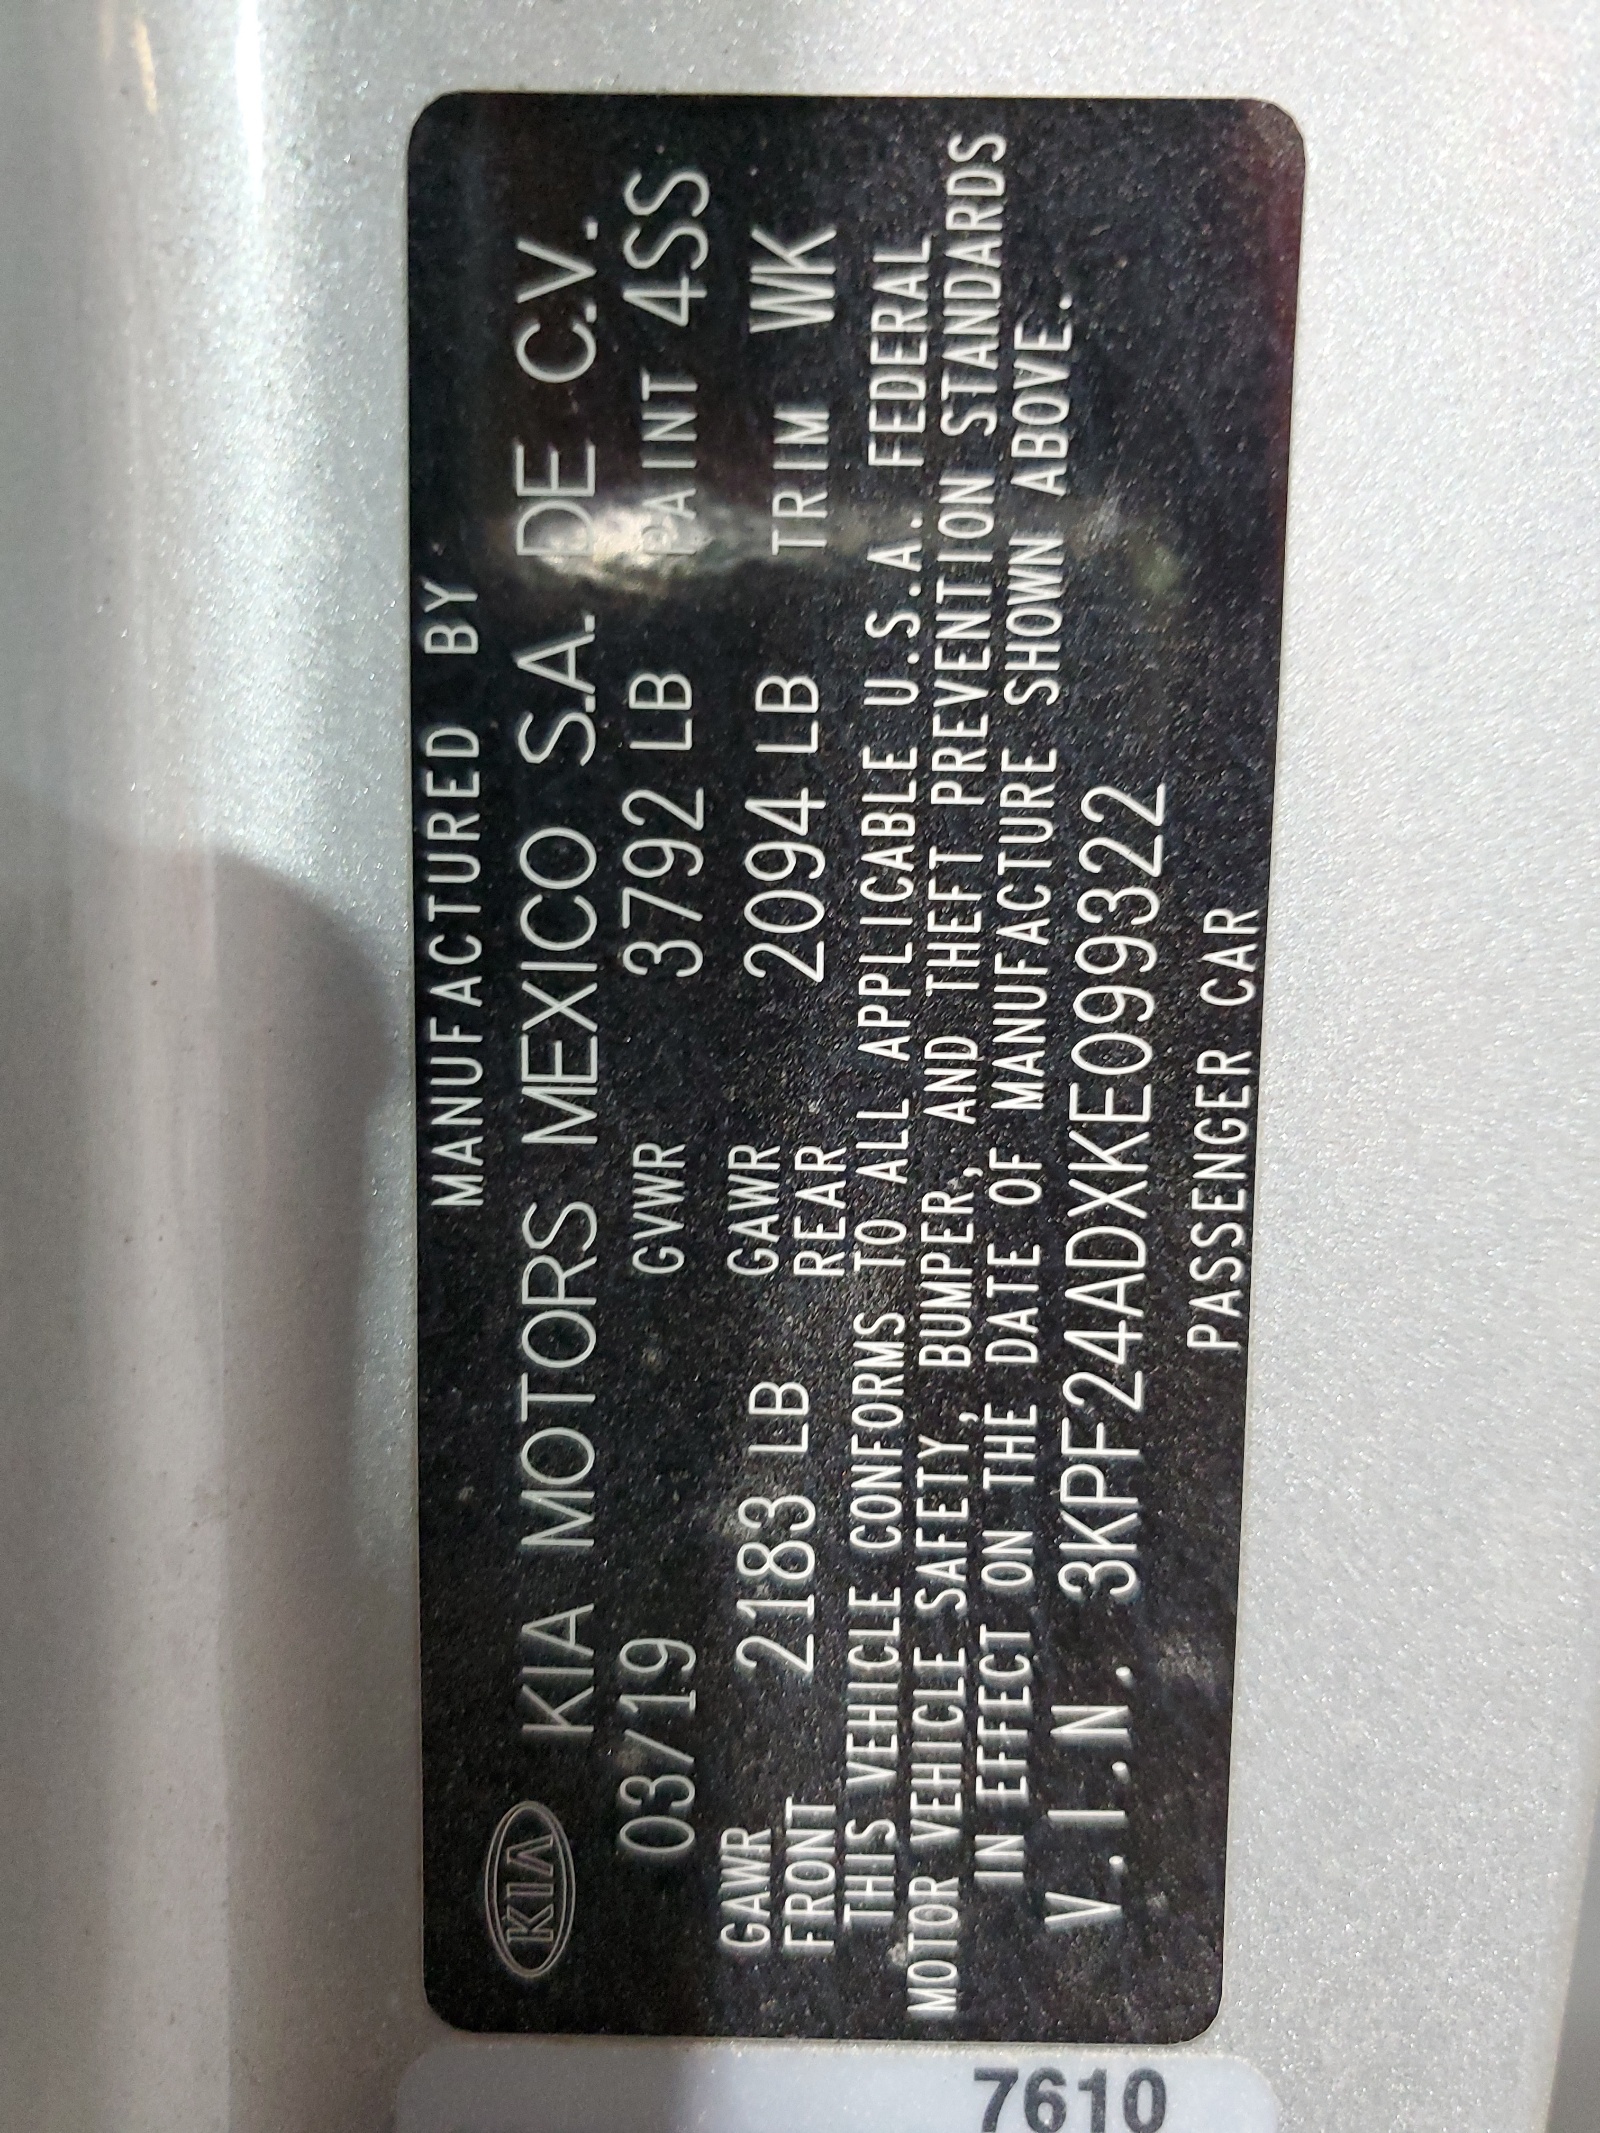 MANUFACTURED BY
KIA KIA MOTORS MEXICO S.A. DE C.V.
03/19 GVWR 3792 LB PAINT 4SS
GAWR FRONT 2183 LB GAWR REAR 2094 LB TRIM WK
THIS VEHICLE CONFORMS TO ALL APPLICABLE U.S.A. FEDERAL
MOTOR VEHICLE SAFETY, BUMPER, AND THEFT PREVENTION STANDARDS
IN EFFECT ON THE DATE OF MANUFACTURE SHOWN ABOVE.
V.I.N. 3KPF24ADXKE099322
PASSENGER CAR
7610